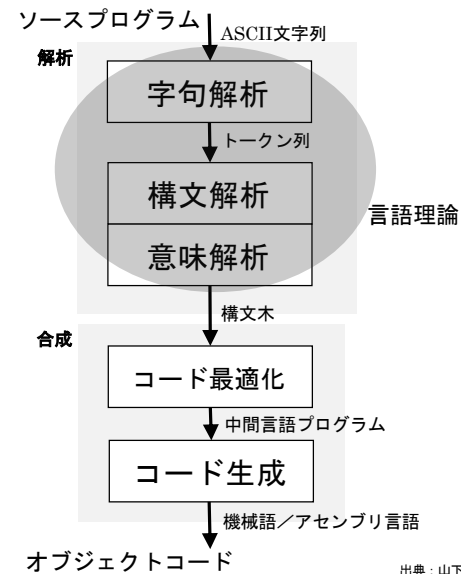 ソースプログラム
ASCII文字列
解析
字句解析
トークン列
構文解析
言語理論
意味解析
構文木
合成
コード最適化
中間言語プログラム
コード生成
機械語／アセンブリ言語
オブジェクトコード
出典：山下